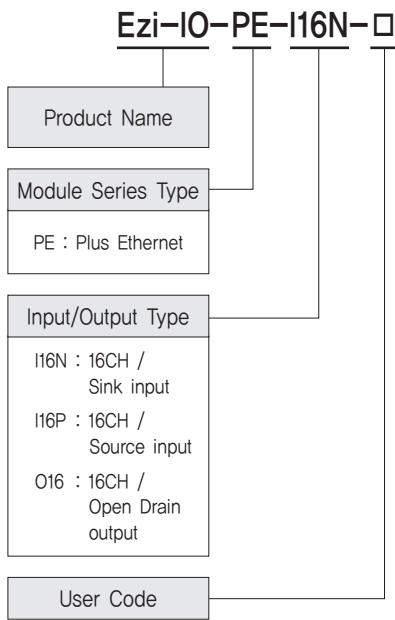 Ezi-IO-PE-I16N-□
Product Name
Module Series Type
PE : Plus Ethernet
Input/Output Type
I16N : 16CH /
Sink input
I16P : 16CH /
Source input
O16 : 16CH /
Open Drain
output
User Code